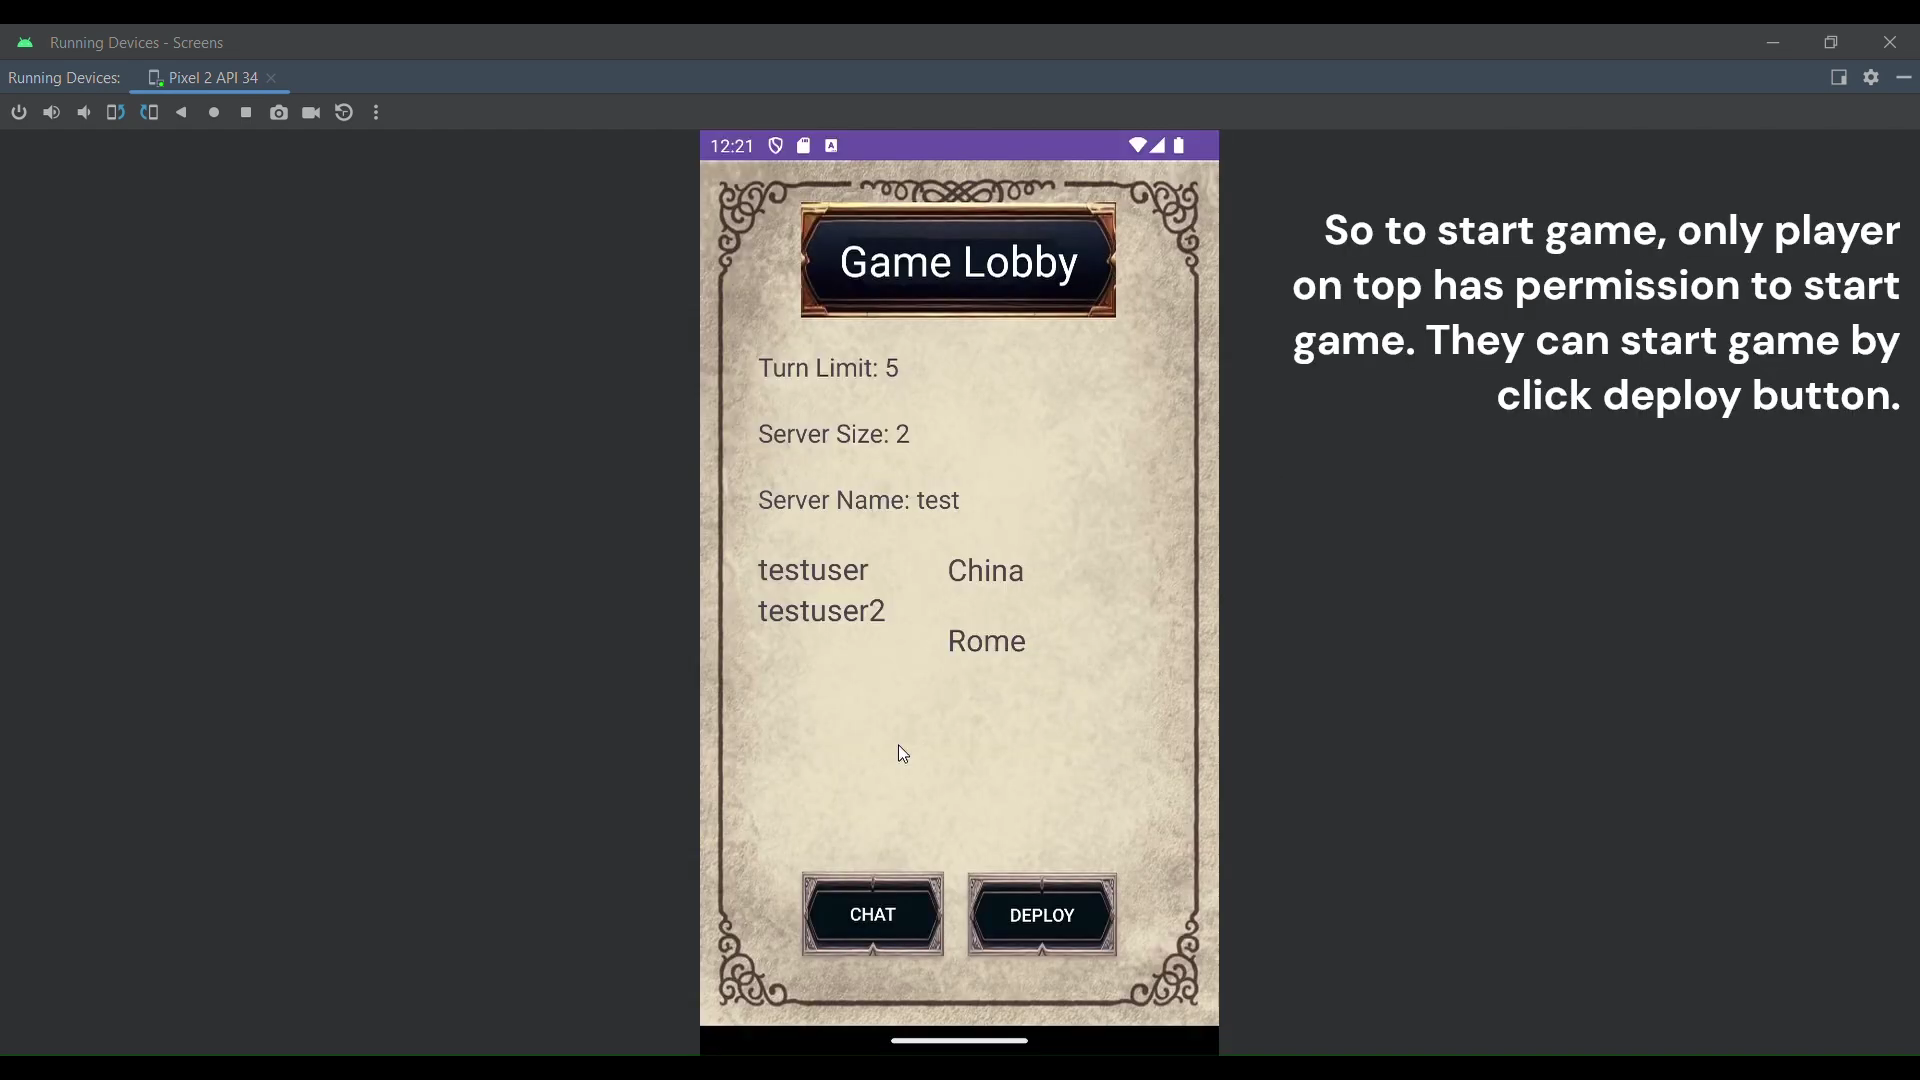 Running Devices - Screens
Running Devices:
Pixel 2 API 34
12:21
A
Game Lobby
So to start game, only player
on top has permission to start
game. They can start game by
click deploy button.
Turn Limit: 5
Server Size: 2
Server Name: test
testuser China
testuser2
Rome
CHAT DEPLOY